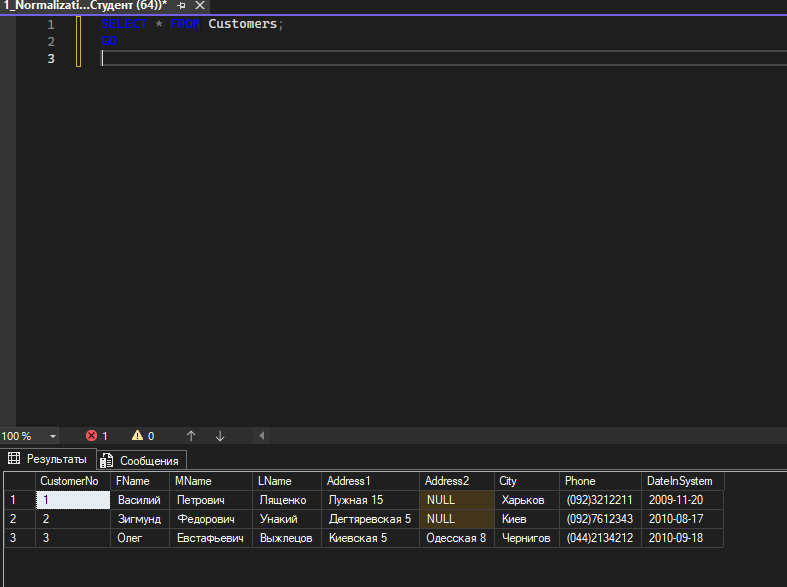 1_Normalizati...Студент (64))*
1 SELECT * FROM Customers;
2 GO
3
100 % 1 0
Результаты Сообщения
CustomerNo FName MName LName Address1 Address2 City Phone DateInSystem
1 1 Василий Петрович Лященко Лужная 15 NULL Харьков (092)3212211 2009-11-20
2 2 Зигмунд Федорович Унакий Дегтяревская 5 NULL Киев (092)7612343 2010-08-17
3 3 Олег Евстафьевич Выжлецов Киевская 5 Одесская 8 Чернигов (044)2134212 2010-09-18